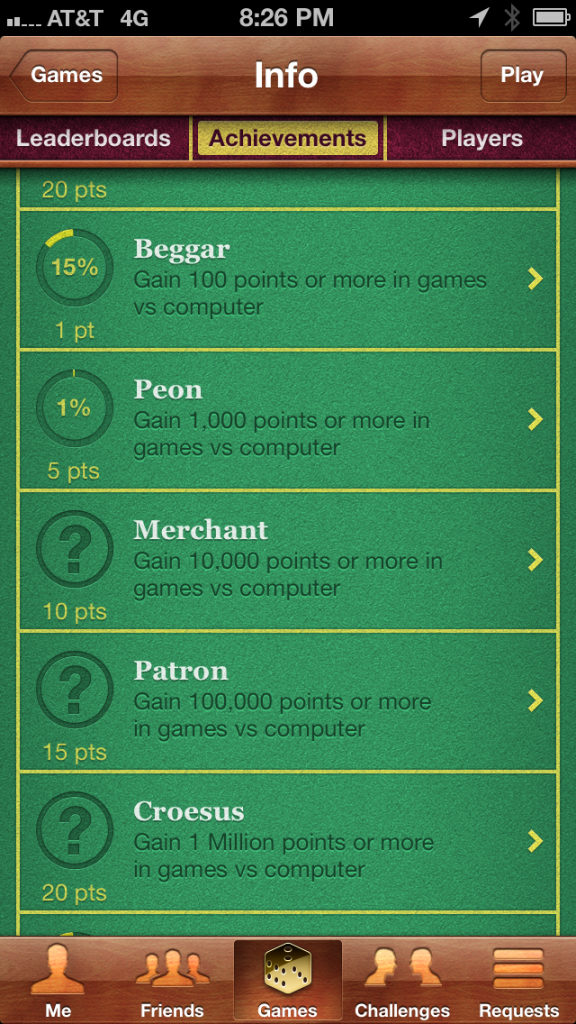 AT&T 4G 8:26 PM
Games Info Play
Leaderboards Achievements Players
20 pts
Beggar
15%
Gain 100 points or more in games
vs computer
1 pt
Peon
1%
Gain 1,000 points or more in
games vs computer
5 pts
Merchant
?
Gain 10,000 points or more in
games vs computer
10 pts
Patron
?
Gain 100,000 points or more
in games vs computer
15 pts
Croesus
?
Gain 1 Million points or more
in games vs computer
20 pts
Me Friends Games Challenges Requests